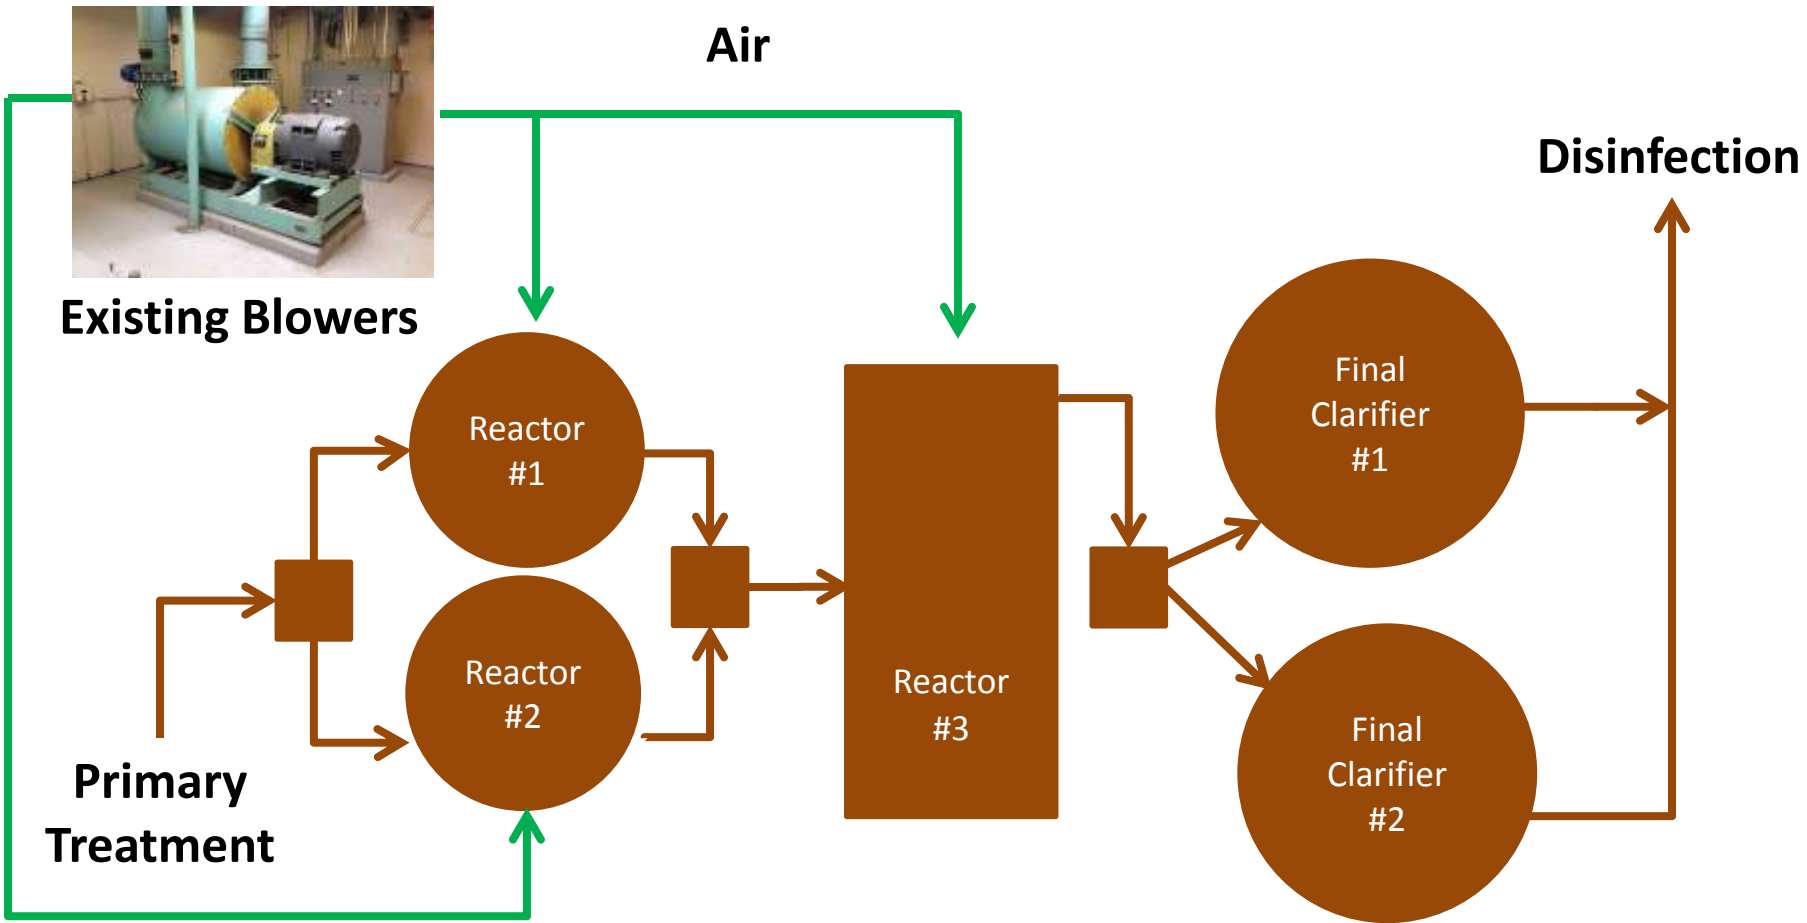 Air
Disinfection
Existing Blowers
Reactor
#1
Reactor
#2
Reactor
#3
Final
Clarifier
#1
Final
Clarifier
#2
Primary
Treatment